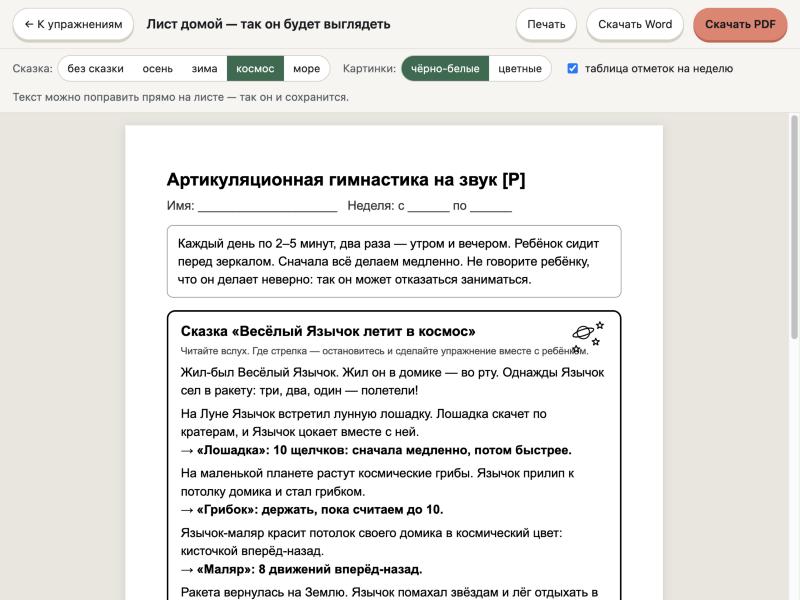 ← К упражнениям
Лист домой — так он будет выглядеть
Печать
Скачать Word
Скачать PDF
Сказка:
без сказки
осень
зима
космос
море
Картинки:
чёрно-белые
цветные
таблица отметок на неделю
Текст можно поправить прямо на листе — так он и сохранится.
Артикуляционная гимнастика на звук [Р]
Имя: ____________________ Неделя: с ______ по ______
Каждый день по 2–5 минут, два раза — утром и вечером. Ребёнок сидит
перед зеркалом. Сначала всё делаем медленно. Не говорите ребёнку,
что он делает неверно: так он может отказаться заниматься.
Сказка «Весёлый Язычок летит в космос»
Читайте вслух. Где стрелка — остановитесь и сделайте упражнение вместе с ребёнком.
Жил-был Весёлый Язычок. Жил он в домике — во рту. Однажды Язычок
сел в ракету: три, два, один — полетели!
На Луне Язычок встретил лунную лошадку. Лошадка скачет по
кратерам, и Язычок цокает вместе с ней.
→ «Лошадка»: 10 щелчков: сначала медленно, потом быстрее.
На маленькой планете растут космические грибы. Язычок прилип к
потолку домика и стал грибком.
→ «Грибок»: держать, пока считаем до 10.
Язычок-маляр красит потолок своего домика в космический цвет:
кисточкой вперёд-назад.
→ «Маляр»: 8 движений вперёд-назад.
Ракета вернулась на Землю. Язычок помахал звёздам и лёг отдыхать в